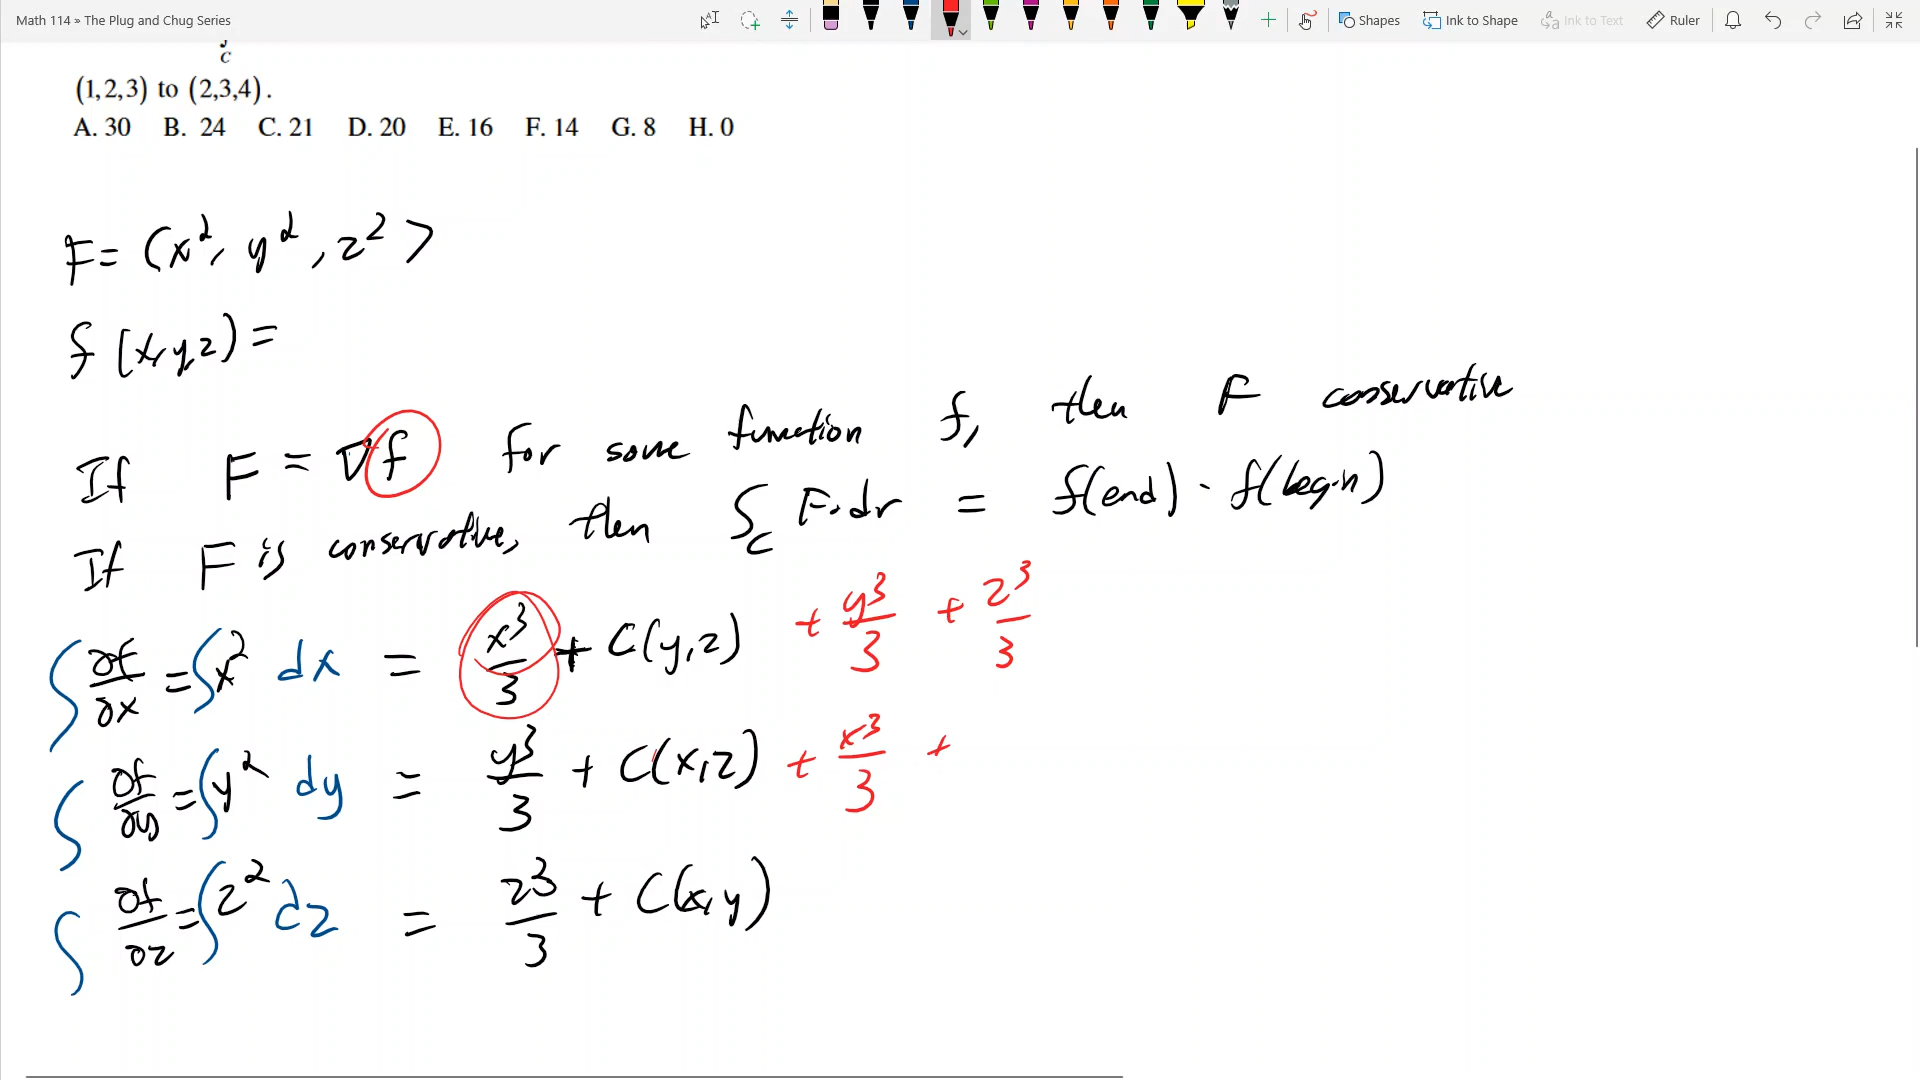 Math 114 » The Plug and Chug Series
Shapes Ink to Shape Ink to Text Ruler
C
(1,2,3) to (2,3,4).
A. 30 B. 24 C. 21 D. 20 E. 16 F. 14 G. 8 H. 0
F = ⟨x², y², z²⟩
f(x,y,z) =
If F = ∇f for some function f, then F conservative
If F is conservative, then ∫_C F·dr = f(end) - f(begin)
∫ ∂f/∂x = ∫x² dx = x³/3 + C(y,z) + y³/3 + z³/3
∫ ∂f/∂y = ∫y² dy = y³/3 + C(x,z) + x³/3 +
∫ ∂f/∂z = ∫z² dz = z³/3 + C(x,y)